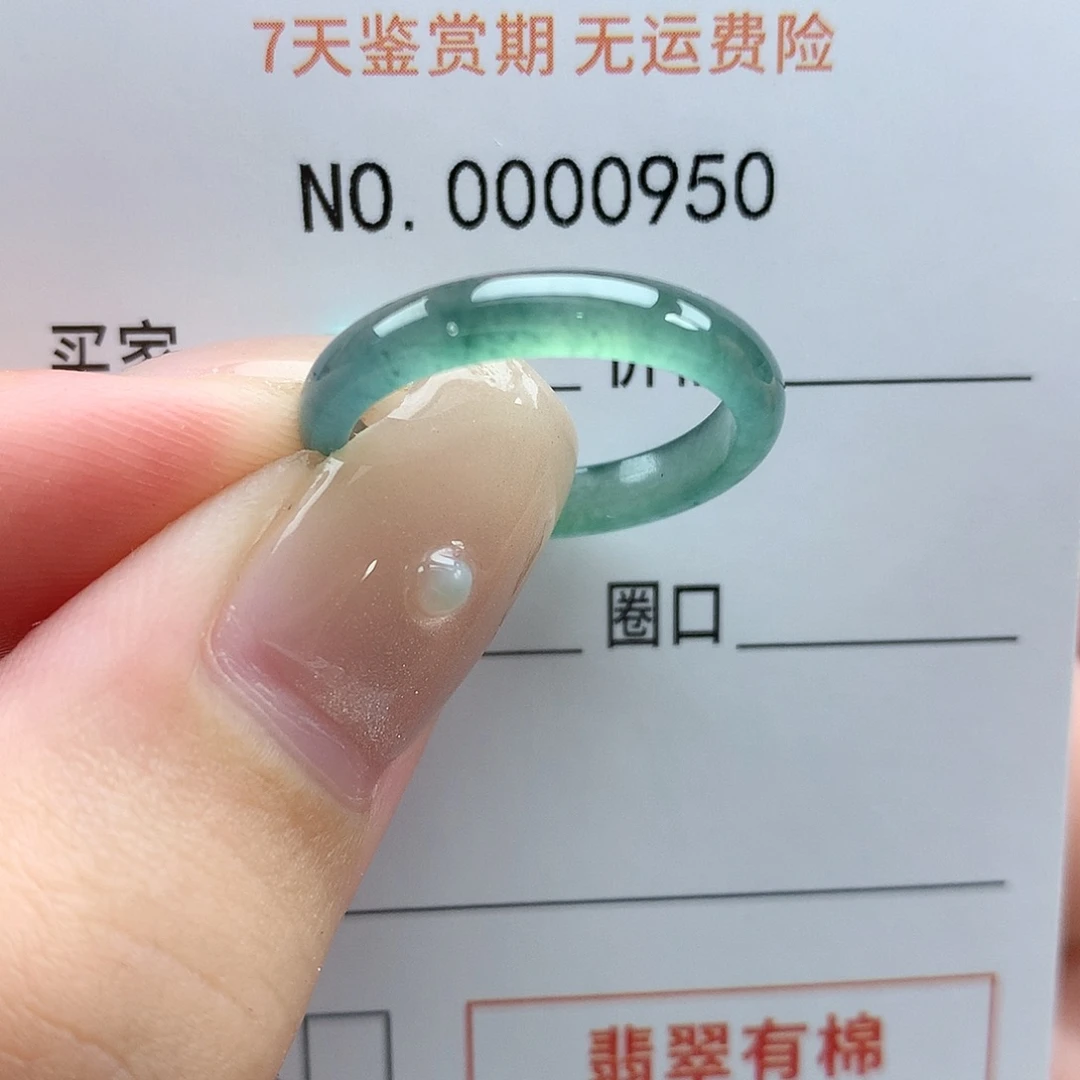 7天鉴赏期 无运费险
NO. 0000950
买家
圈口
翡翠有棉